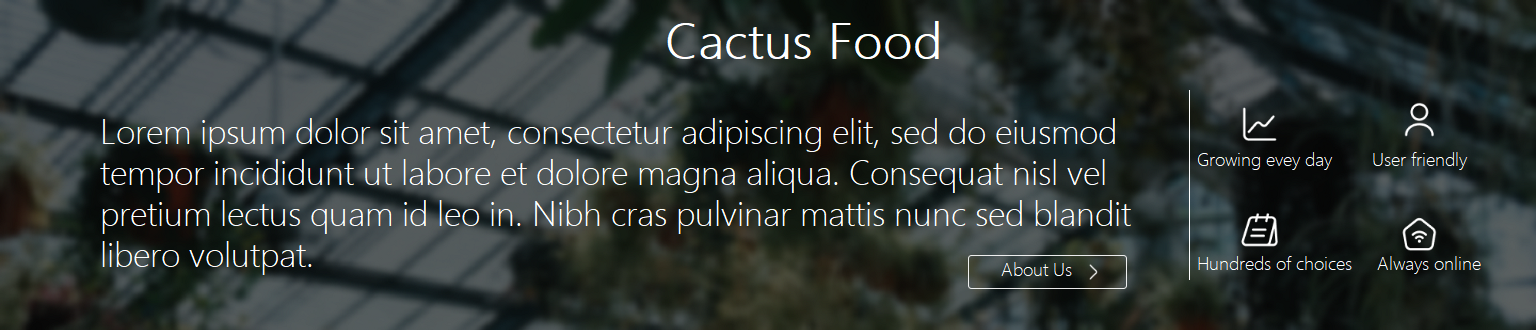 Cactus Food
Lorem ipsum dolor sit amet, consectetur adipiscing elit, sed do eiusmod
tempor incididunt ut labore et dolore magna aliqua. Consequat nisl vel
pretium lectus quam id leo in. Nibh cras pulvinar mattis nunc sed blandit
libero volutpat.
About Us
Growing evey day
User friendly
Hundreds of choices
Always online